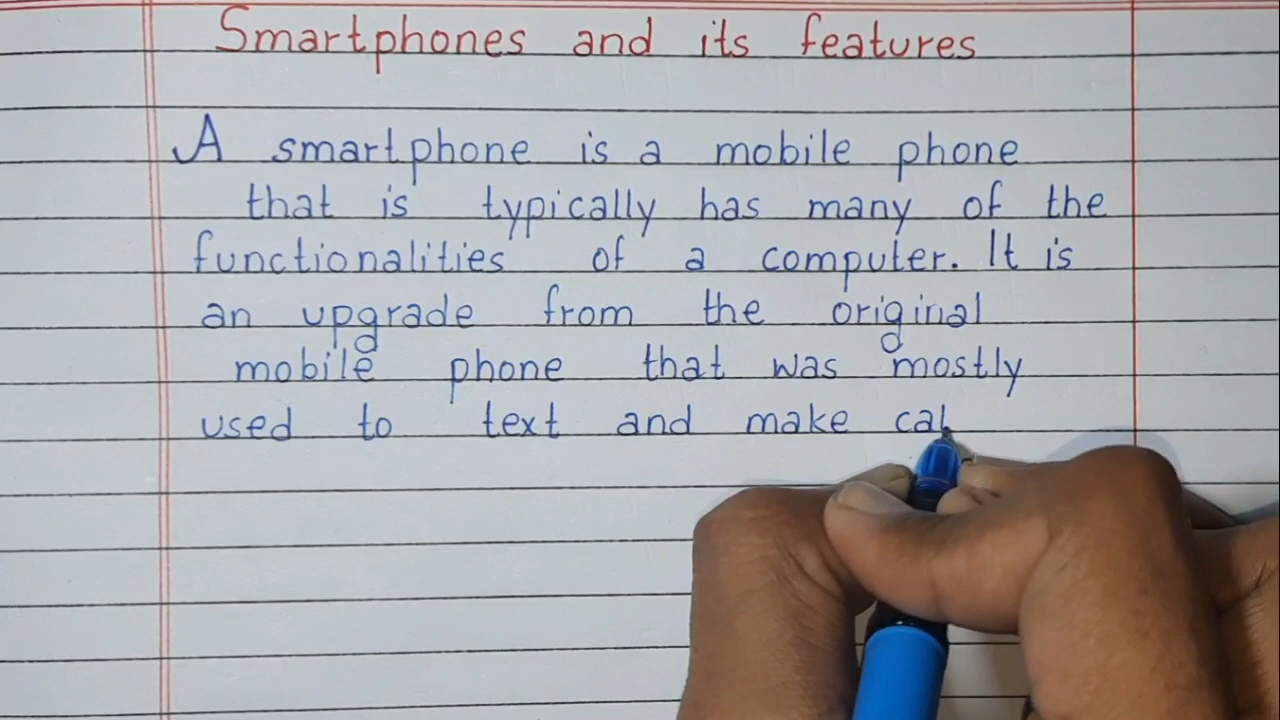 Smartphones and its features
A smartphone is a mobile phone
that is typically has many of the
functionalities of a computer. It is
an upgrade from the original
mobile phone that was mostly
used to text and make cal